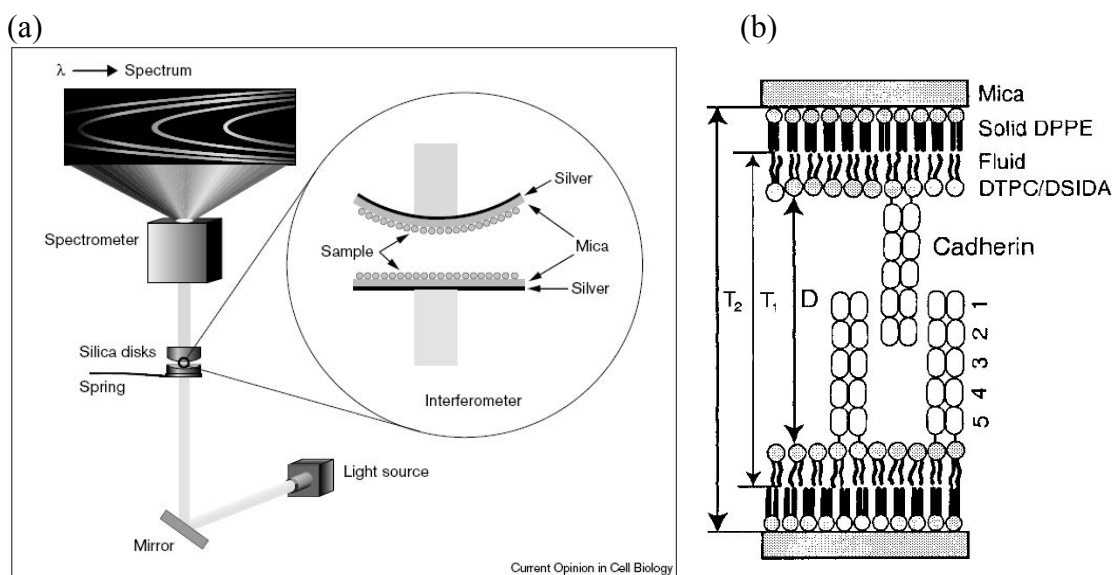 (a)
λ → Spectrum
Spectrometer
Silica disks
Spring
Mirror
Light source
Silver
Sample
Mica
Silver
Interferometer
Current Opinion in Cell Biology
(b)
Mica
Solid DPPE
Fluid
DTPC/DSIDA
Cadherin
T₂
T₁
D
1
2
3
4
5